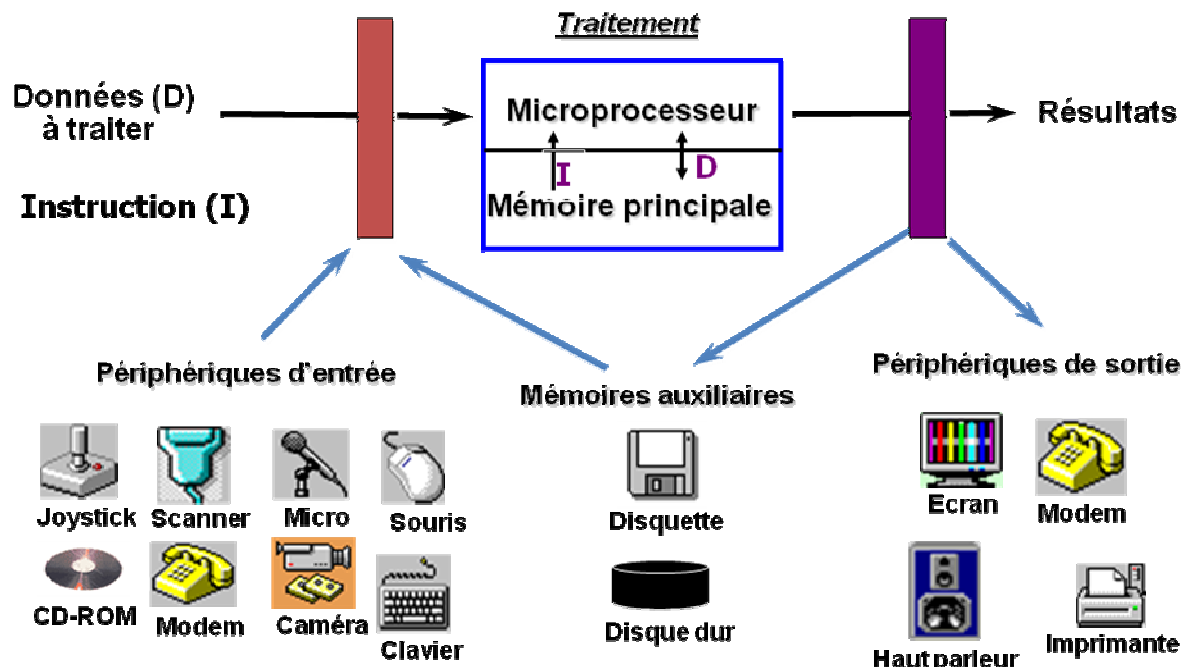 Traitement
Données (D)
à traiter
Microprocesseur
Résultats
I
D
Instruction (I)
Mémoire principale
Périphériques d'entrée
Mémoires auxiliaires
Périphériques de sortie
Joystick
Scanner
Micro
Souris
Disquette
Ecran
Modem
CD-ROM
Modem
Caméra
Clavier
Disque dur
Haut parleur
Imprimante